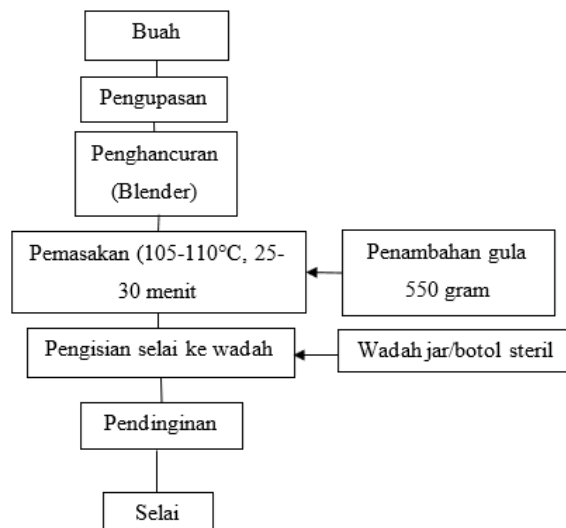 Buah
Pengupasan
Penghancuran
(Blender)
Pemasakan (105-110°C, 25-
30 menit
Penambahan gula
550 gram
Pengisian selai ke wadah
Wadah jar/botol steril
Pendinginan
Selai